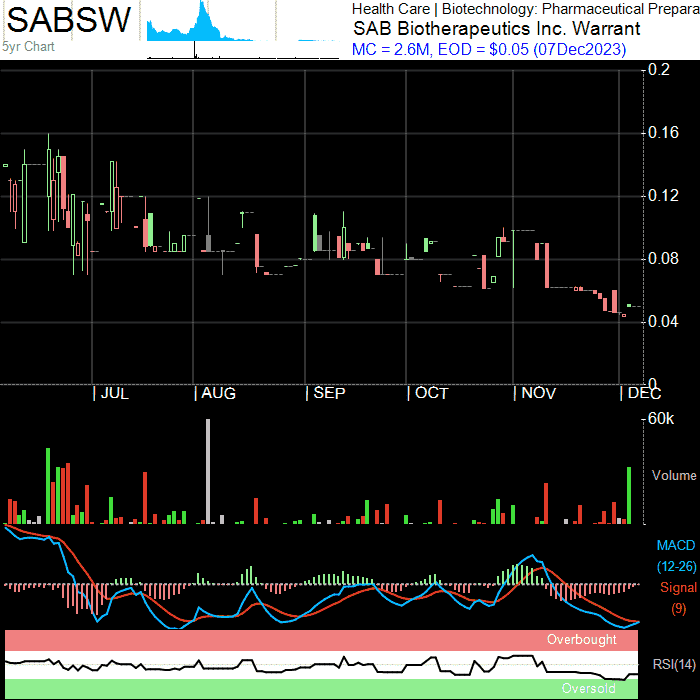 SABSW
5yr Chart
Health Care | Biotechnology: Pharmaceutical Prepara
SAB Biotherapeutics Inc. Warrant
MC = 2.6M, EOD = $0.05 (07Dec2023)
0.2
0.16
0.12
0.08
0.04
0
JUL AUG SEP OCT NOV DEC
60k
Volume
MACD
(12-26)
Signal
(9)
Overbought
RSI(14)
Oversold